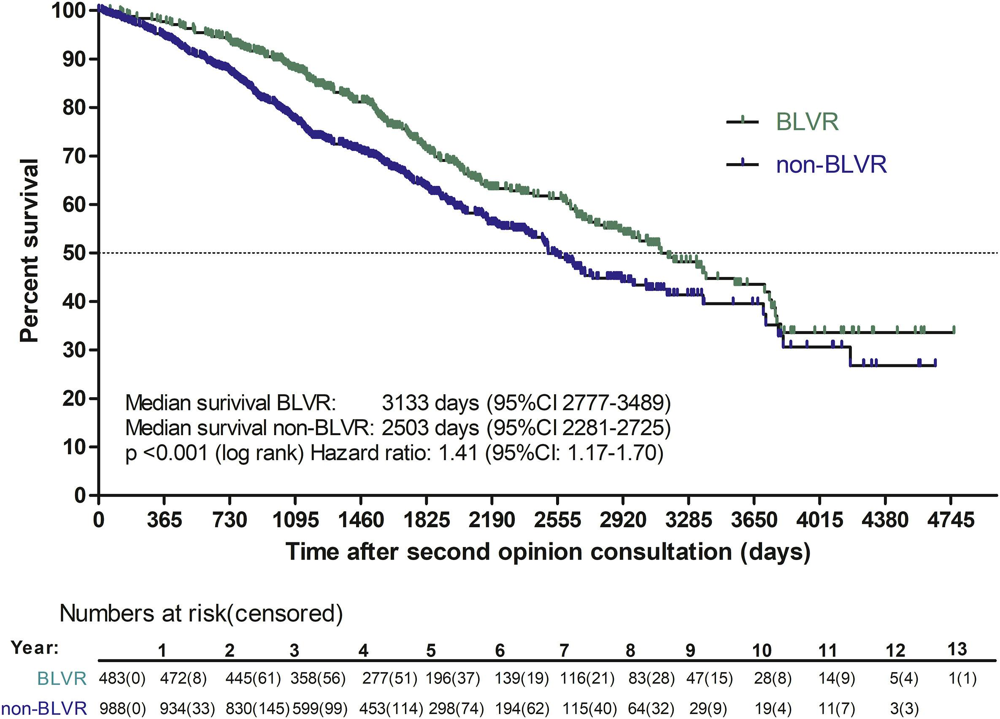 100
90
80
70
60
50
40
30
20
10
0
Percent survival
BLVR
non-BLVR
Median surivival BLVR: 3133 days (95%CI 2777-3489)
Median survival non-BLVR: 2503 days (95%CI 2281-2725)
p <0.001 (log rank) Hazard ratio: 1.41 (95%CI: 1.17-1.70)
0 365 730 1095 1460 1825 2190 2555 2920 3285 3650 4015 4380 4745
Time after second opinion consultation (days)
Numbers at risk(censored)
Year: 1 2 3 4 5 6 7 8 9 10 11 12 13
BLVR 483(0) 472(8) 445(61) 358(56) 277(51) 196(37) 139(19) 116(21) 83(28) 47(15) 28(8) 14(9) 5(4) 1(1)
non-BLVR 988(0) 934(33) 830(145) 599(99) 453(114) 298(74) 194(62) 115(40) 64(32) 29(9) 19(4) 11(7) 3(3)